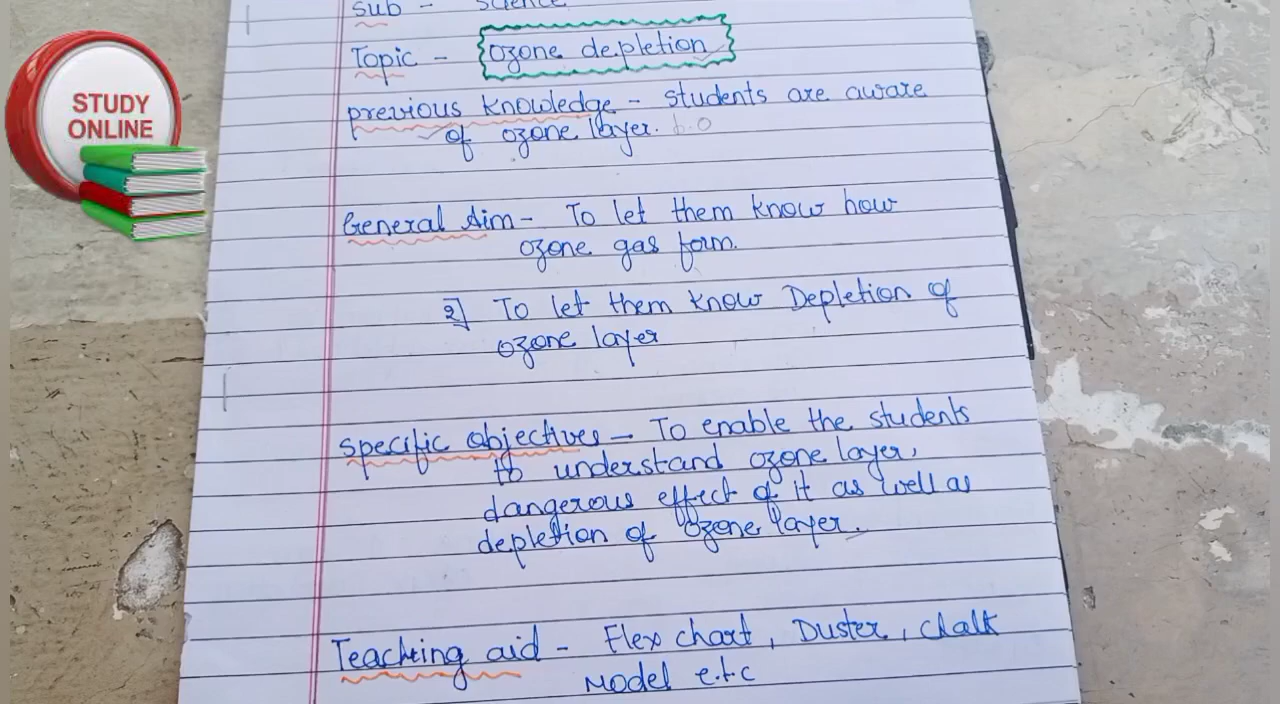 STUDY
ONLINE
Sub - Science
Topic - Ozone depletion
previous knowledge - students are aware
of ozone layer.
General Aim - To let them know how
ozone gas form.
2] To let them know Depletion of
ozone layer
specific objectives - To enable the students
to understand ozone layer,
dangerous effect of it as well as
depletion of Ozone layer.
Teaching aid - Flex chart, Duster, chalk
Model e.t.c